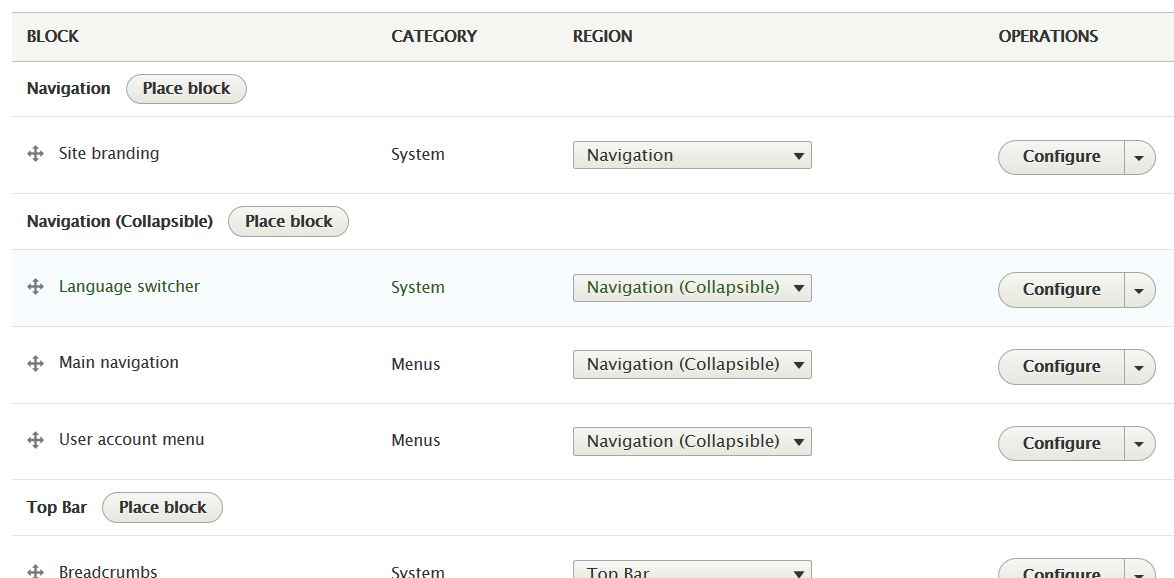 BLOCK CATEGORY REGION OPERATIONS
Navigation Place block
Site branding System Navigation Configure
Navigation (Collapsible) Place block
Language switcher System Navigation (Collapsible) Configure
Main navigation Menus Navigation (Collapsible) Configure
User account menu Menus Navigation (Collapsible) Configure
Top Bar Place block
Breadcrumbs System Top Bar Configure